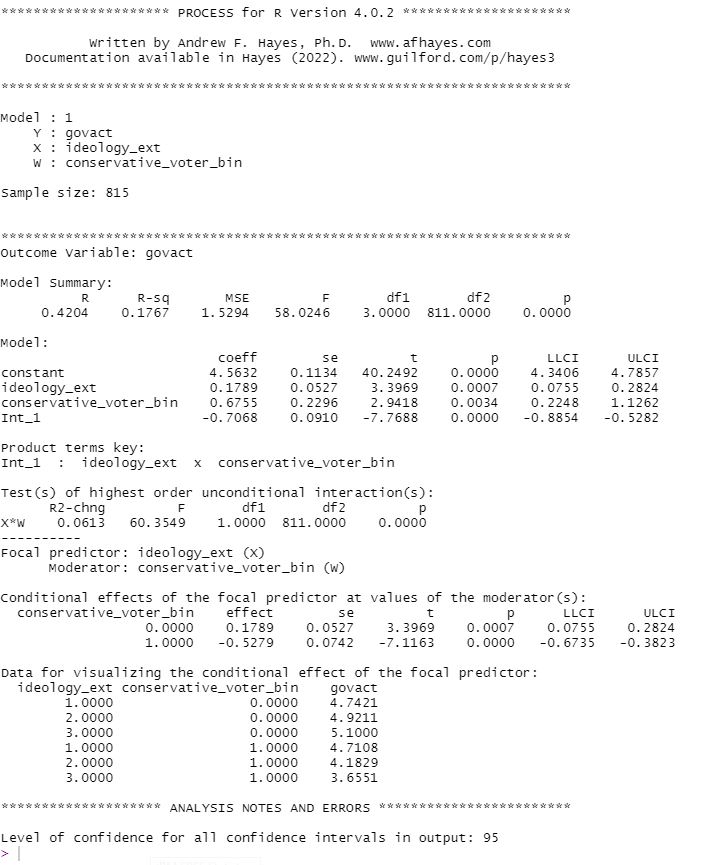 ********************* PROCESS for R Version 4.0.2 *********************
Written by Andrew F. Hayes, Ph.D.  www.afhayes.com
Documentation available in Hayes (2022). www.guilford.com/p/hayes3
***********************************************************************
Model : 1
Y : govact
X : ideology_ext
W : conservative_voter_bin
Sample size: 815
***********************************************************************
Outcome Variable: govact
Model Summary:
R R-sq MSE F df1 df2 p
0.4204 0.1767 1.5294 58.0246 3.0000 811.0000 0.0000
Model:
coeff se t p LLCI ULCI
constant 4.5632 0.1134 40.2492 0.0000 4.3406 4.7857
ideology_ext 0.1789 0.0527 3.3969 0.0007 0.0755 0.2824
conservative_voter_bin 0.6755 0.2296 2.9418 0.0034 0.2248 1.1262
Int_1 -0.7068 0.0910 -7.7688 0.0000 -0.8854 -0.5282
Product terms key:
Int_1 : ideology_ext x conservative_voter_bin
Test(s) of highest order unconditional interaction(s):
R2-chng F df1 df2 p
X*W 0.0613 60.3549 1.0000 811.0000 0.0000
----------
Focal predictor: ideology_ext (X)
Moderator: conservative_voter_bin (W)
Conditional effects of the focal predictor at values of the moderator(s):
conservative_voter_bin effect se t p LLCI ULCI
0.0000 0.1789 0.0527 3.3969 0.0007 0.0755 0.2824
1.0000 -0.5279 0.0742 -7.1163 0.0000 -0.6735 -0.3823
Data for visualizing the conditional effect of the focal predictor:
ideology_ext conservative_voter_bin govact
1.0000 0.0000 4.7421
2.0000 0.0000 4.9211
3.0000 0.0000 5.1000
1.0000 1.0000 4.7108
2.0000 1.0000 4.1829
3.0000 1.0000 3.6551
******************** ANALYSIS NOTES AND ERRORS ************************
Level of confidence for all confidence intervals in output: 95
>